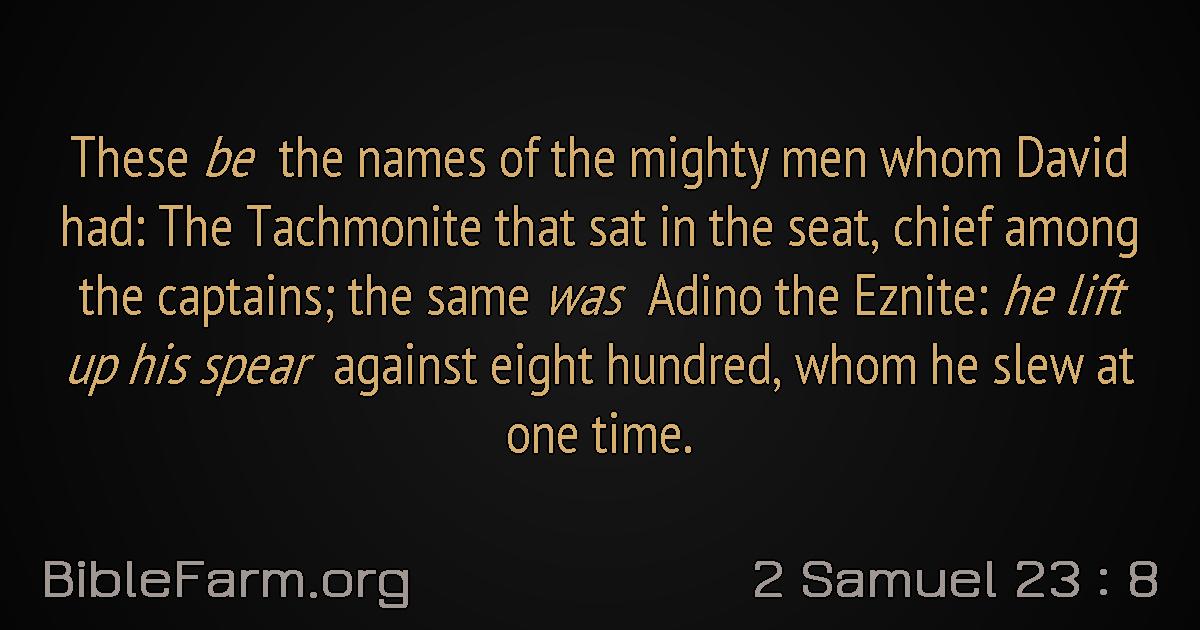 These be the names of the mighty men whom David
had: The Tachmonite that sat in the seat, chief among
the captains; the same was Adino the Eznite: he lift
up his spear against eight hundred, whom he slew at
one time.
BibleFarm.org
2 Samuel 23 : 8